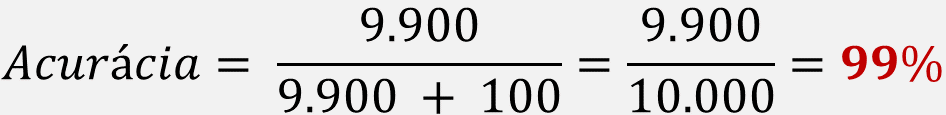 Acurácia = 9.900 / 9.900 + 100 = 9.900 / 10.000 = 99%